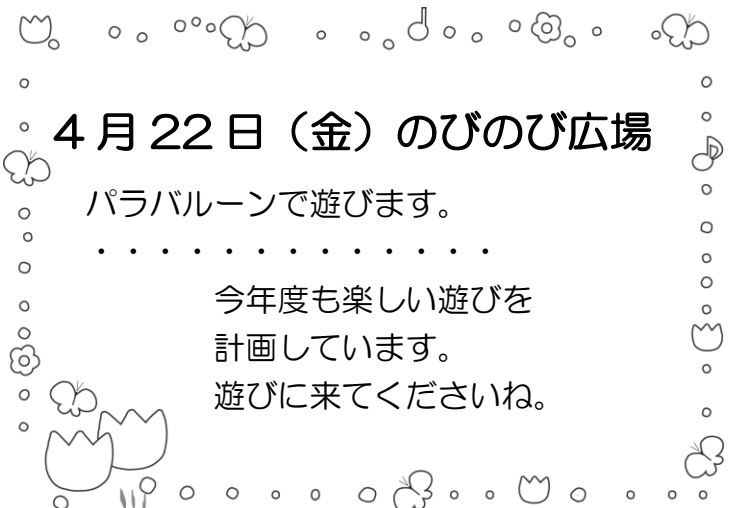 4月22日（金）のびのび広場
パラバルーンで遊びます。
・・・・・・・・・・・・・
今年度も楽しい遊びを
計画しています。
遊びに来てくださいね。